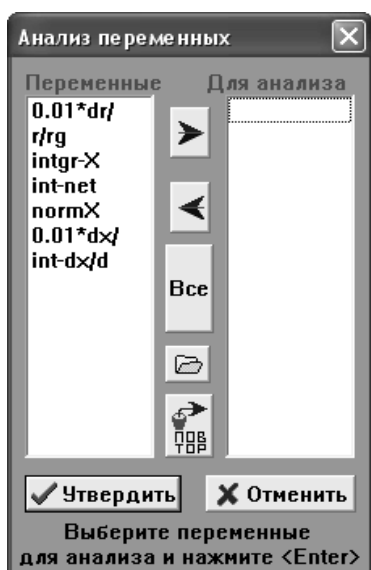 Анализ переменных
Переменные Для анализа
0.01*dr/
r/rg
intgr-X
int-net
normX
0.01*dx/
int-dx/d
Все
ПОВ
ТОР
Утвердить Отменить
Выберите переменные
для анализа и нажмите <Enter>